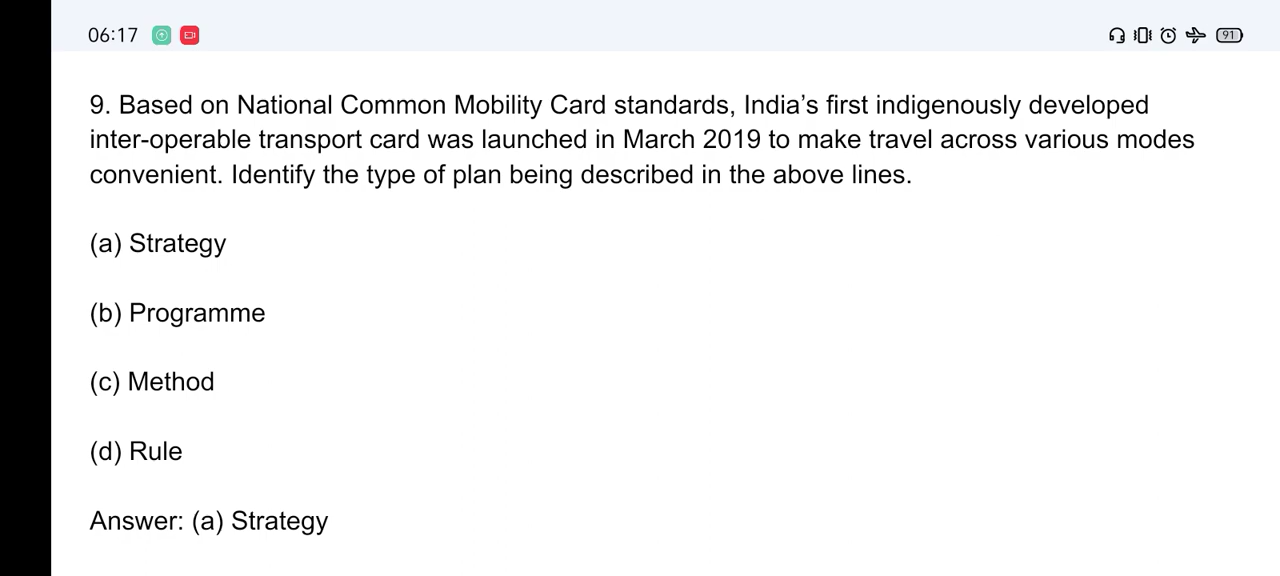 06:17
91
9. Based on National Common Mobility Card standards, India’s first indigenously developed
inter-operable transport card was launched in March 2019 to make travel across various modes
convenient. Identify the type of plan being described in the above lines.
(a) Strategy
(b) Programme
(c) Method
(d) Rule
Answer: (a) Strategy